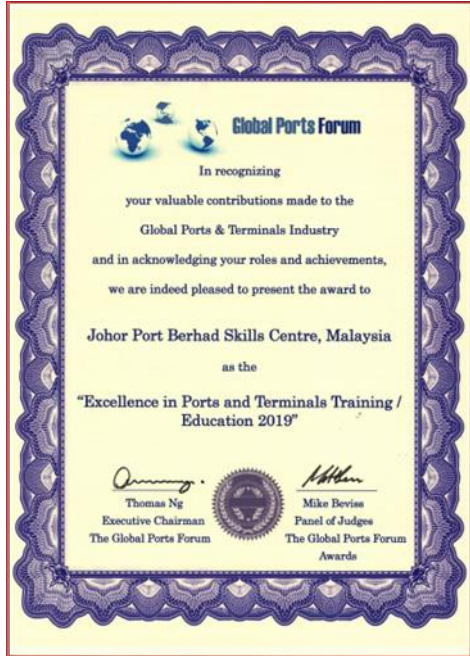 Global Ports Forum
In recognizing
your valuable contributions made to the
Global Ports & Terminals Industry
and in acknowledging your roles and achievements,
we are indeed pleased to present the award to
Johor Port Berhad Skills Centre, Malaysia
as the
“Excellence in Ports and Terminals Training /
Education 2019”
Thomas Ng
Executive Chairman
The Global Ports Forum
Mike Beviss
Panel of Judges
The Global Ports Forum
Awards